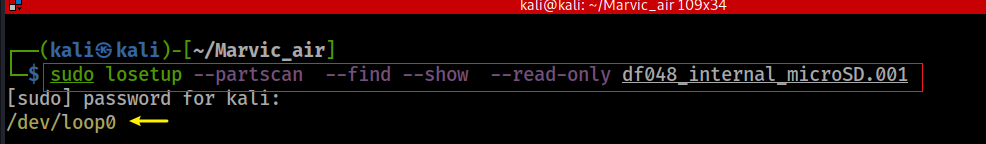 kali@kali: ~/Marvic_air 109x34
┌──(kali㉿kali)-[~/Marvic_air]
└─$ sudo losetup --partscan  --find --show  --read-only df048_internal_microSD.001
[sudo] password for kali:
/dev/loop0